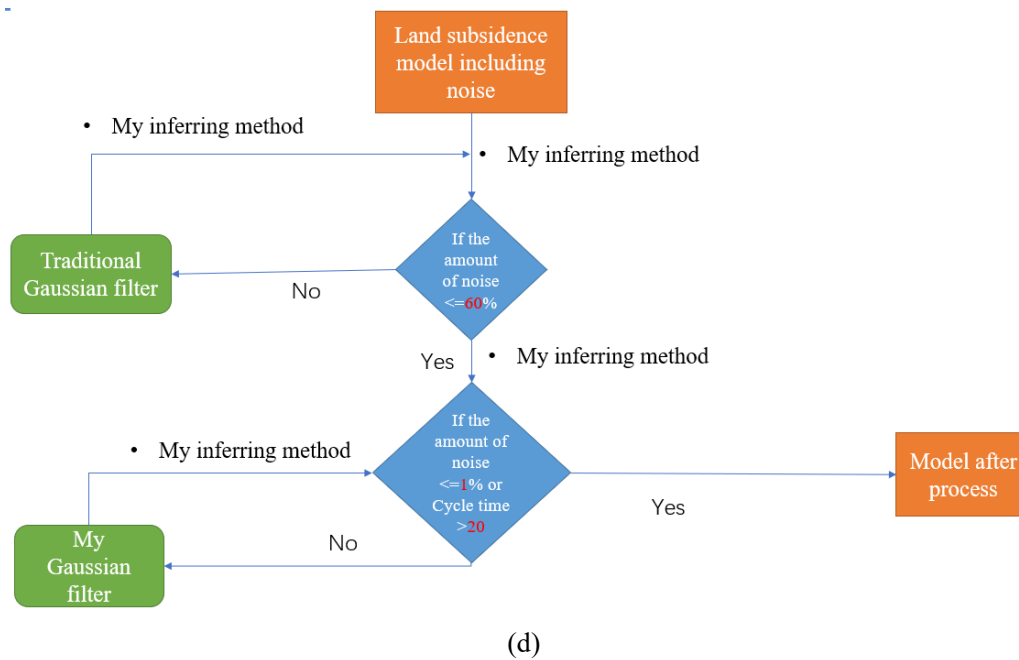 Land subsidence
model including
noise
• My inferring method
• My inferring method
If the
amount
of noise
<=60%
Traditional
Gaussian filter
No
Yes
• My inferring method
If the
amount of
noise
<=1% or
Cycle time
>20
• My inferring method
Model after
process
Yes
No
My
Gaussian
filter
(d)